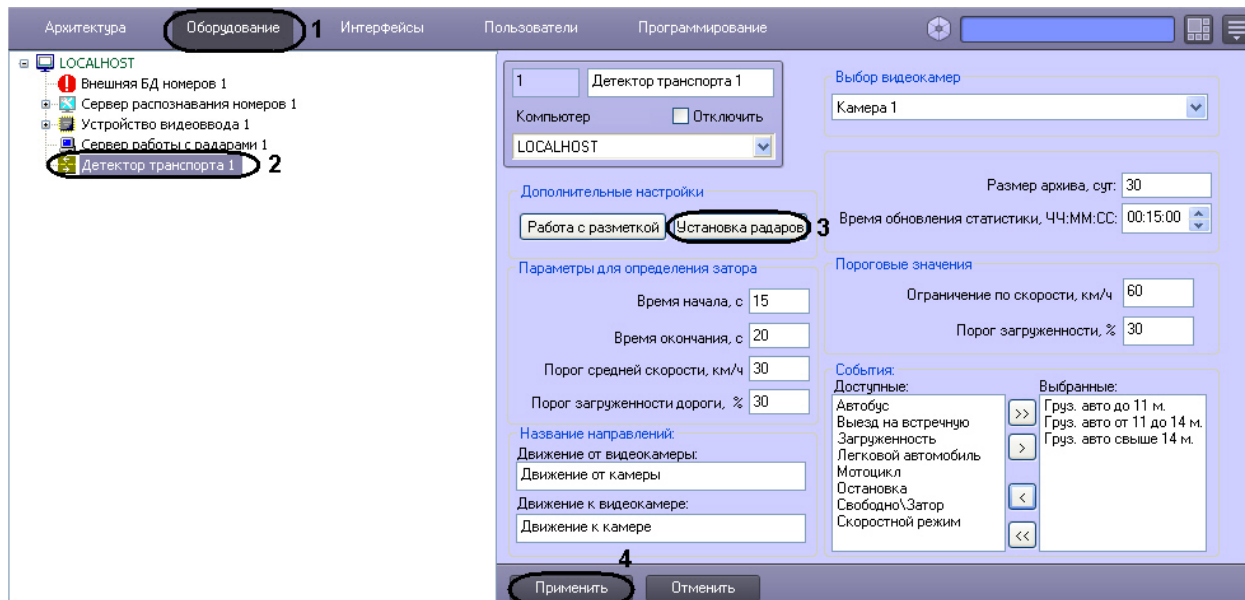 Архитектура Оборудование 1 Интерфейсы Пользователи Программирование
LOCALHOST
Внешняя БД номеров 1
Сервер распознавания номеров 1
Устройство видеоввода 1
Сервер работы с радарами 1
Детектор транспорта 1 2
1 Детектор транспорта 1
Компьютер Отключить
LOCALHOST
Дополнительные настройки
Работа с разметкой Установка радаров 3
Параметры для определения затора
Время начала, с 15
Время окончания, с 20
Порог средней скорости, км/ч 30
Порог загруженности дороги, % 30
Название направлений:
Движение от видеокамеры:
Движение от камеры
Движение к видеокамере:
Движение к камере
Выбор видеокамер
Камера 1
Размер архива, сут: 30
Время обновления статистики, ЧЧ:ММ:СС: 00:15:00
Пороговые значения
Ограничение по скорости, км/ч 60
Порог загруженности, % 30
События:
Доступные:
Автобус
Выезд на встречную
Загруженность
Легковой автомобиль
Мотоцикл
Остановка
Свободно\Затор
Скоростной режим
>>
>
<
<<
Выбранные:
Груз. авто до 11 м.
Груз. авто от 11 до 14 м.
Груз. авто свыше 14 м.
4
Применить Отменить